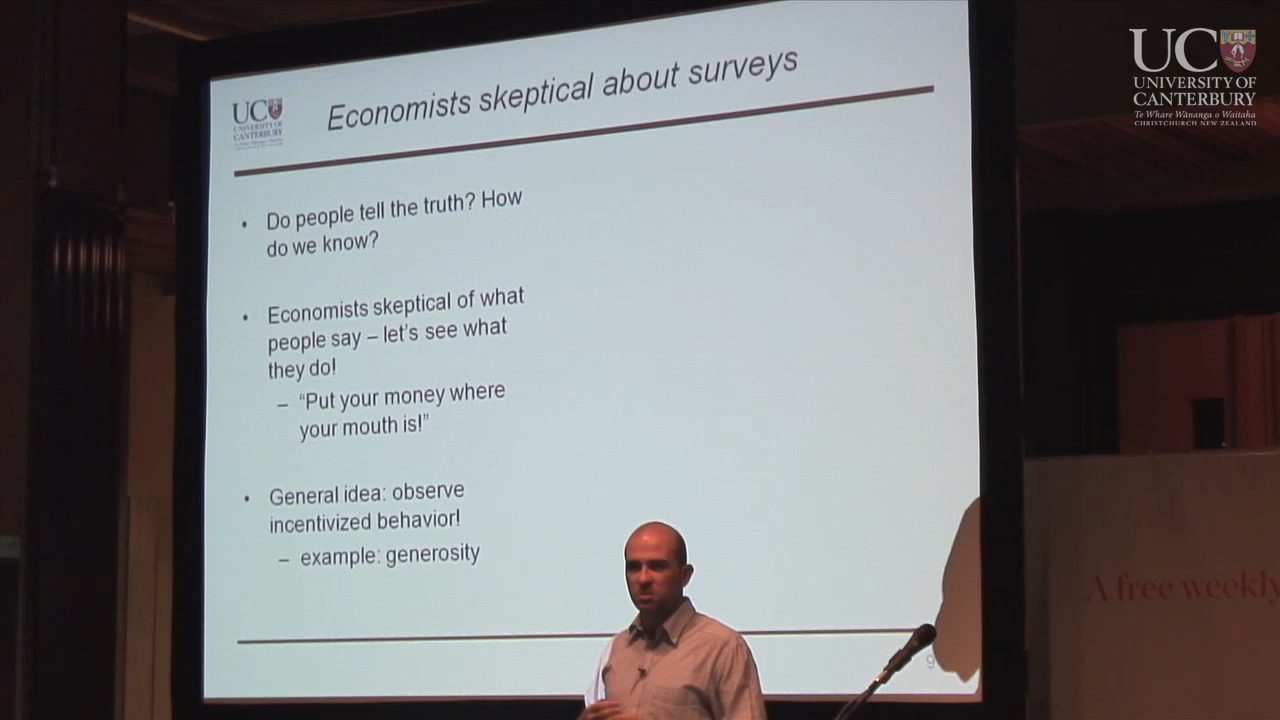 Economists skeptical about surveys
UC
UNIVERSITY OF
CANTERBURY
• Do people tell the truth? How
do we know?
• Economists skeptical of what
people say – let's see what
they do!
– “Put your money where
your mouth is!”
• General idea: observe
incentivized behavior!
– example: generosity
9
UC
UNIVERSITY OF
CANTERBURY
Te Whare Wānanga o Waitaha
CHRISTCHURCH NEW ZEALAND
A free weekly